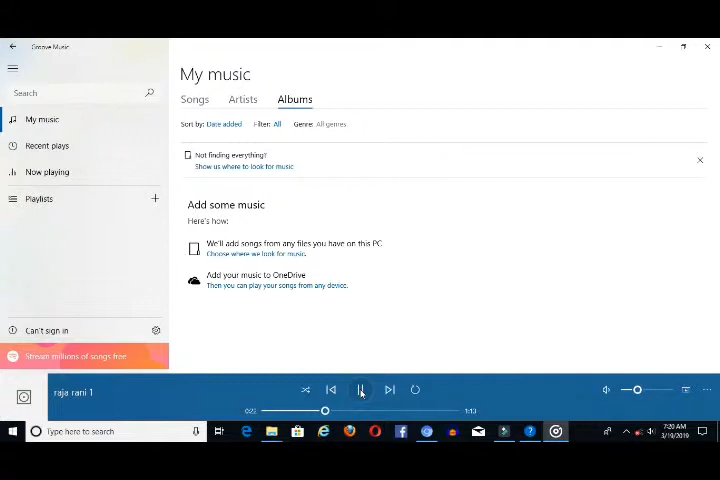 Groove Music
Search
My music
Recent plays
Now playing
Playlists
Can't sign in
Stream millions of songs free
My music
Songs Artists Albums
Sort by: Date added Filter: All Genre: All genres
Not finding everything?
Show us where to look for music
Add some music
Here's how:
We'll add songs from any files you have on this PC
Choose where we look for music.
Add your music to OneDrive
Then you can play your songs from any device.
raja rani 1
0:22 1:13
Type here to search
7:20 AM
3/19/2019